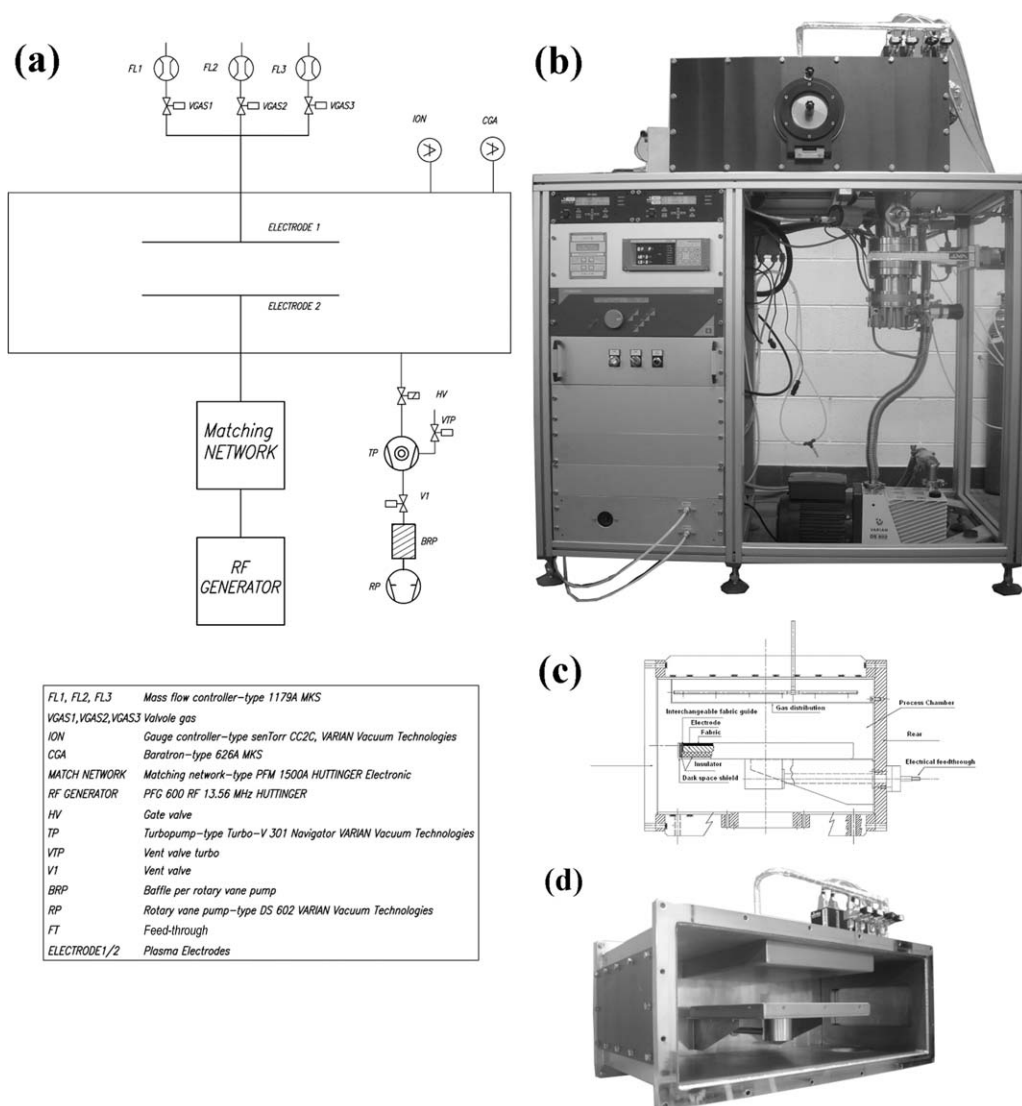 (a)
FL1
FL2
FL3
VGAS1
VGAS2
VGAS3
ION
CGA
ELECTRODE 1
ELECTRODE 2
Matching
NETWORK
RF
GENERATOR
HV
VTP
TP
V1
BRP
RP
FL1, FL2, FL3 Mass flow controller-type 1179A MKS
VGAS1,VGAS2,VGAS3 Valvole gas
ION Gauge controller-type senTorr CC2C, VARIAN Vacuum Technologies
CGA Baratron-type 626A MKS
MATCH NETWORK Matching network-type PFM 1500A HUTTINGER Electronic
RF GENERATOR PFG 600 RF 13.56 MHz HUTTINGER
HV Gate valve
TP Turbopump-type Turbo-V 301 Navigator VARIAN Vacuum Technologies
VTP Vent valve turbo
V1 Vent valve
BRP Baffle per rotary vane pump
RP Rotary vane pump-type DS 602 VARIAN Vacuum Technologies
FT Feed-through
ELECTRODE1/2 Plasma Electrodes
(b)
VARIAN
(c)
Gas distribution
Interchangeable fabric guide
Electrode
Fabric
Insulator
Dark space shield
Process Chamber
Rear
Electrical feedthrough
(d)